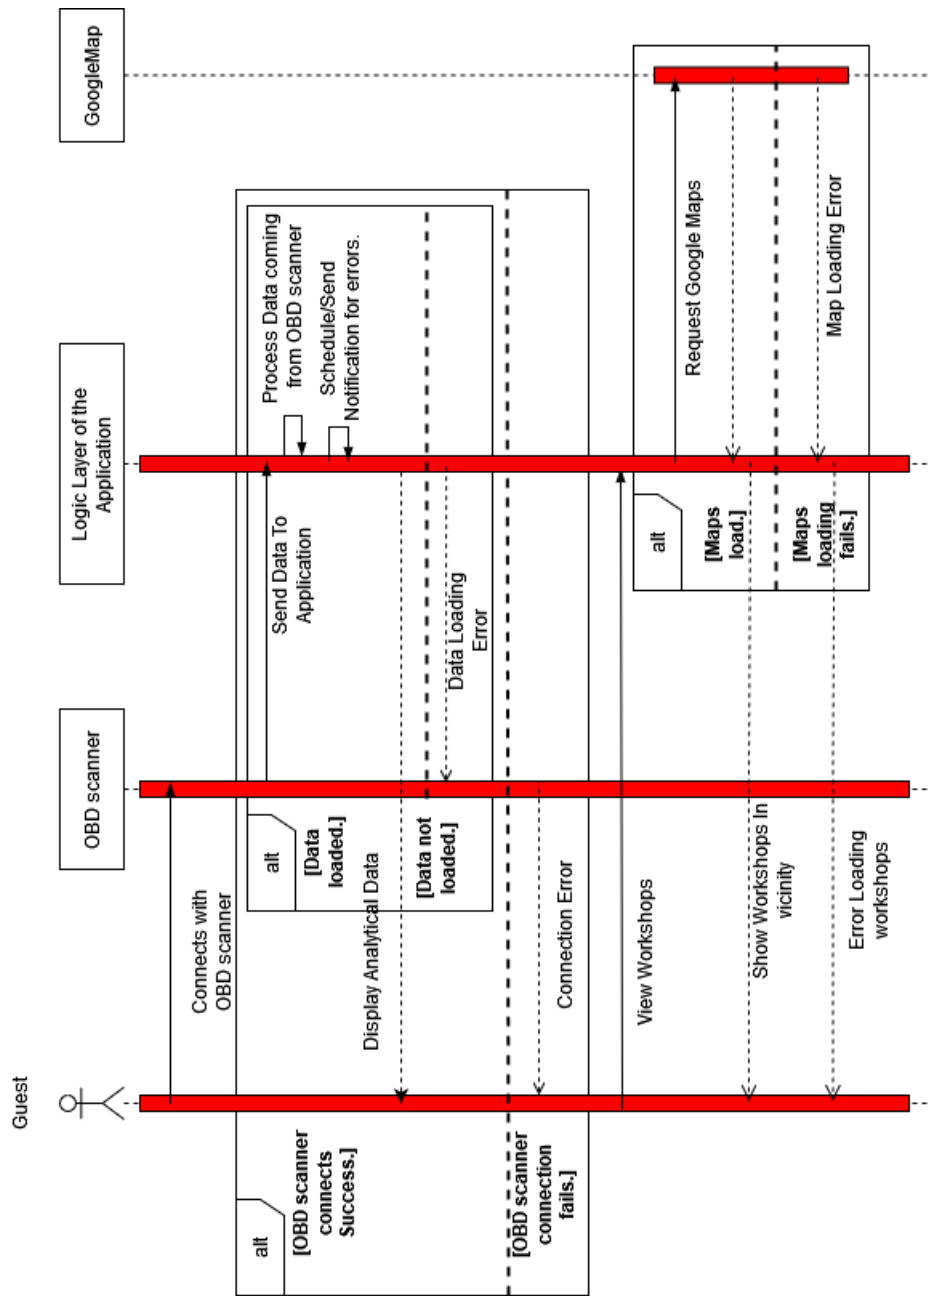 Guest
OBD scanner
Logic Layer of the
Application
GoogleMap
Connects with
OBD scanner
alt
[OBD scanner
connects
Success.]
alt
[Data
loaded.]
Send Data To
Application
Process Data coming
from OBD scanner
Schedule/Send
Notification for errors.
Display Analytical Data
[Data not
loaded.]
Data Loading
Error
[OBD scanner
connection
fails.]
Connection Error
View Workshops
alt
Request Google Maps
[Maps
load.]
Show Workshops In
vicinity
[Maps
loading
fails.]
Map Loading Error
Error Loading
workshops